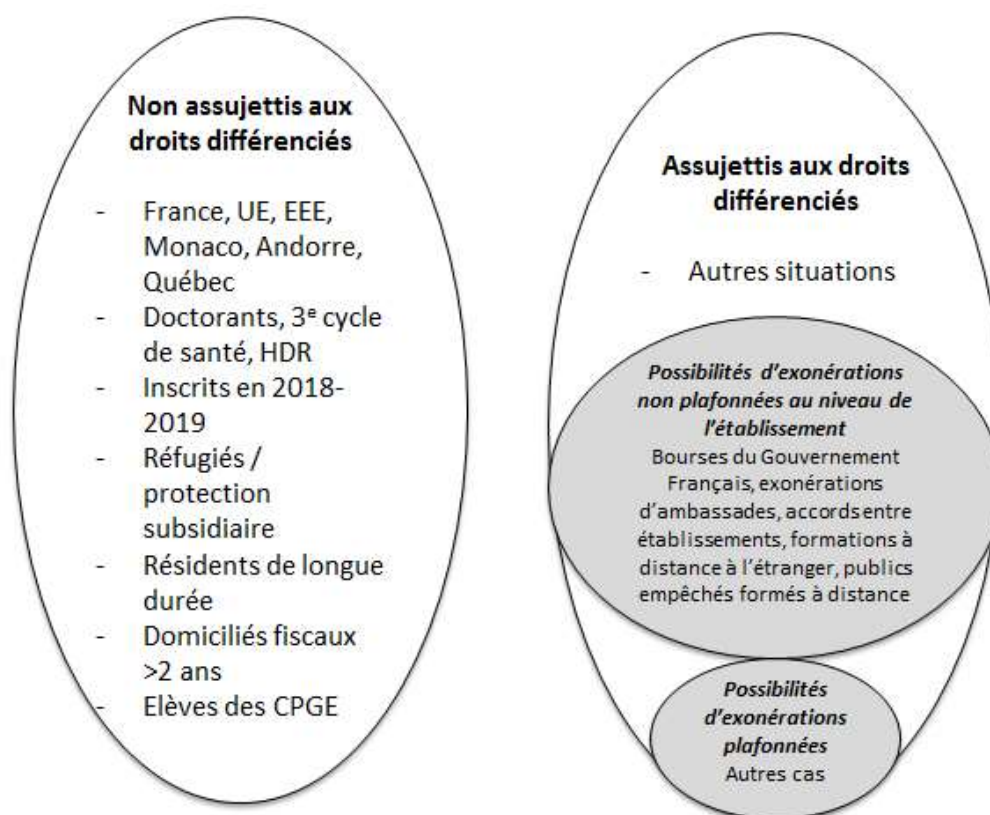 Non assujettis aux
droits différenciés
- France, UE, EEE,
Monaco, Andorre,
Québec
- Doctorants, 3e cycle
de santé, HDR
- Inscrits en 2018-
2019
- Réfugiés /
protection
subsidiaire
- Résidents de longue
durée
- Domiciliés fiscaux
>2 ans
- Elèves des CPGE
Assujettis aux droits
différenciés
- Autres situations
Possibilités d'exonérations
non plafonnées au niveau de
l'établissement
Bourses du Gouvernement
Français, exonérations
d'ambassades, accords entre
établissements, formations à
distance à l'étranger, publics
empêchés formés à distance
Possibilités
d'exonérations
plafonnées
Autres cas